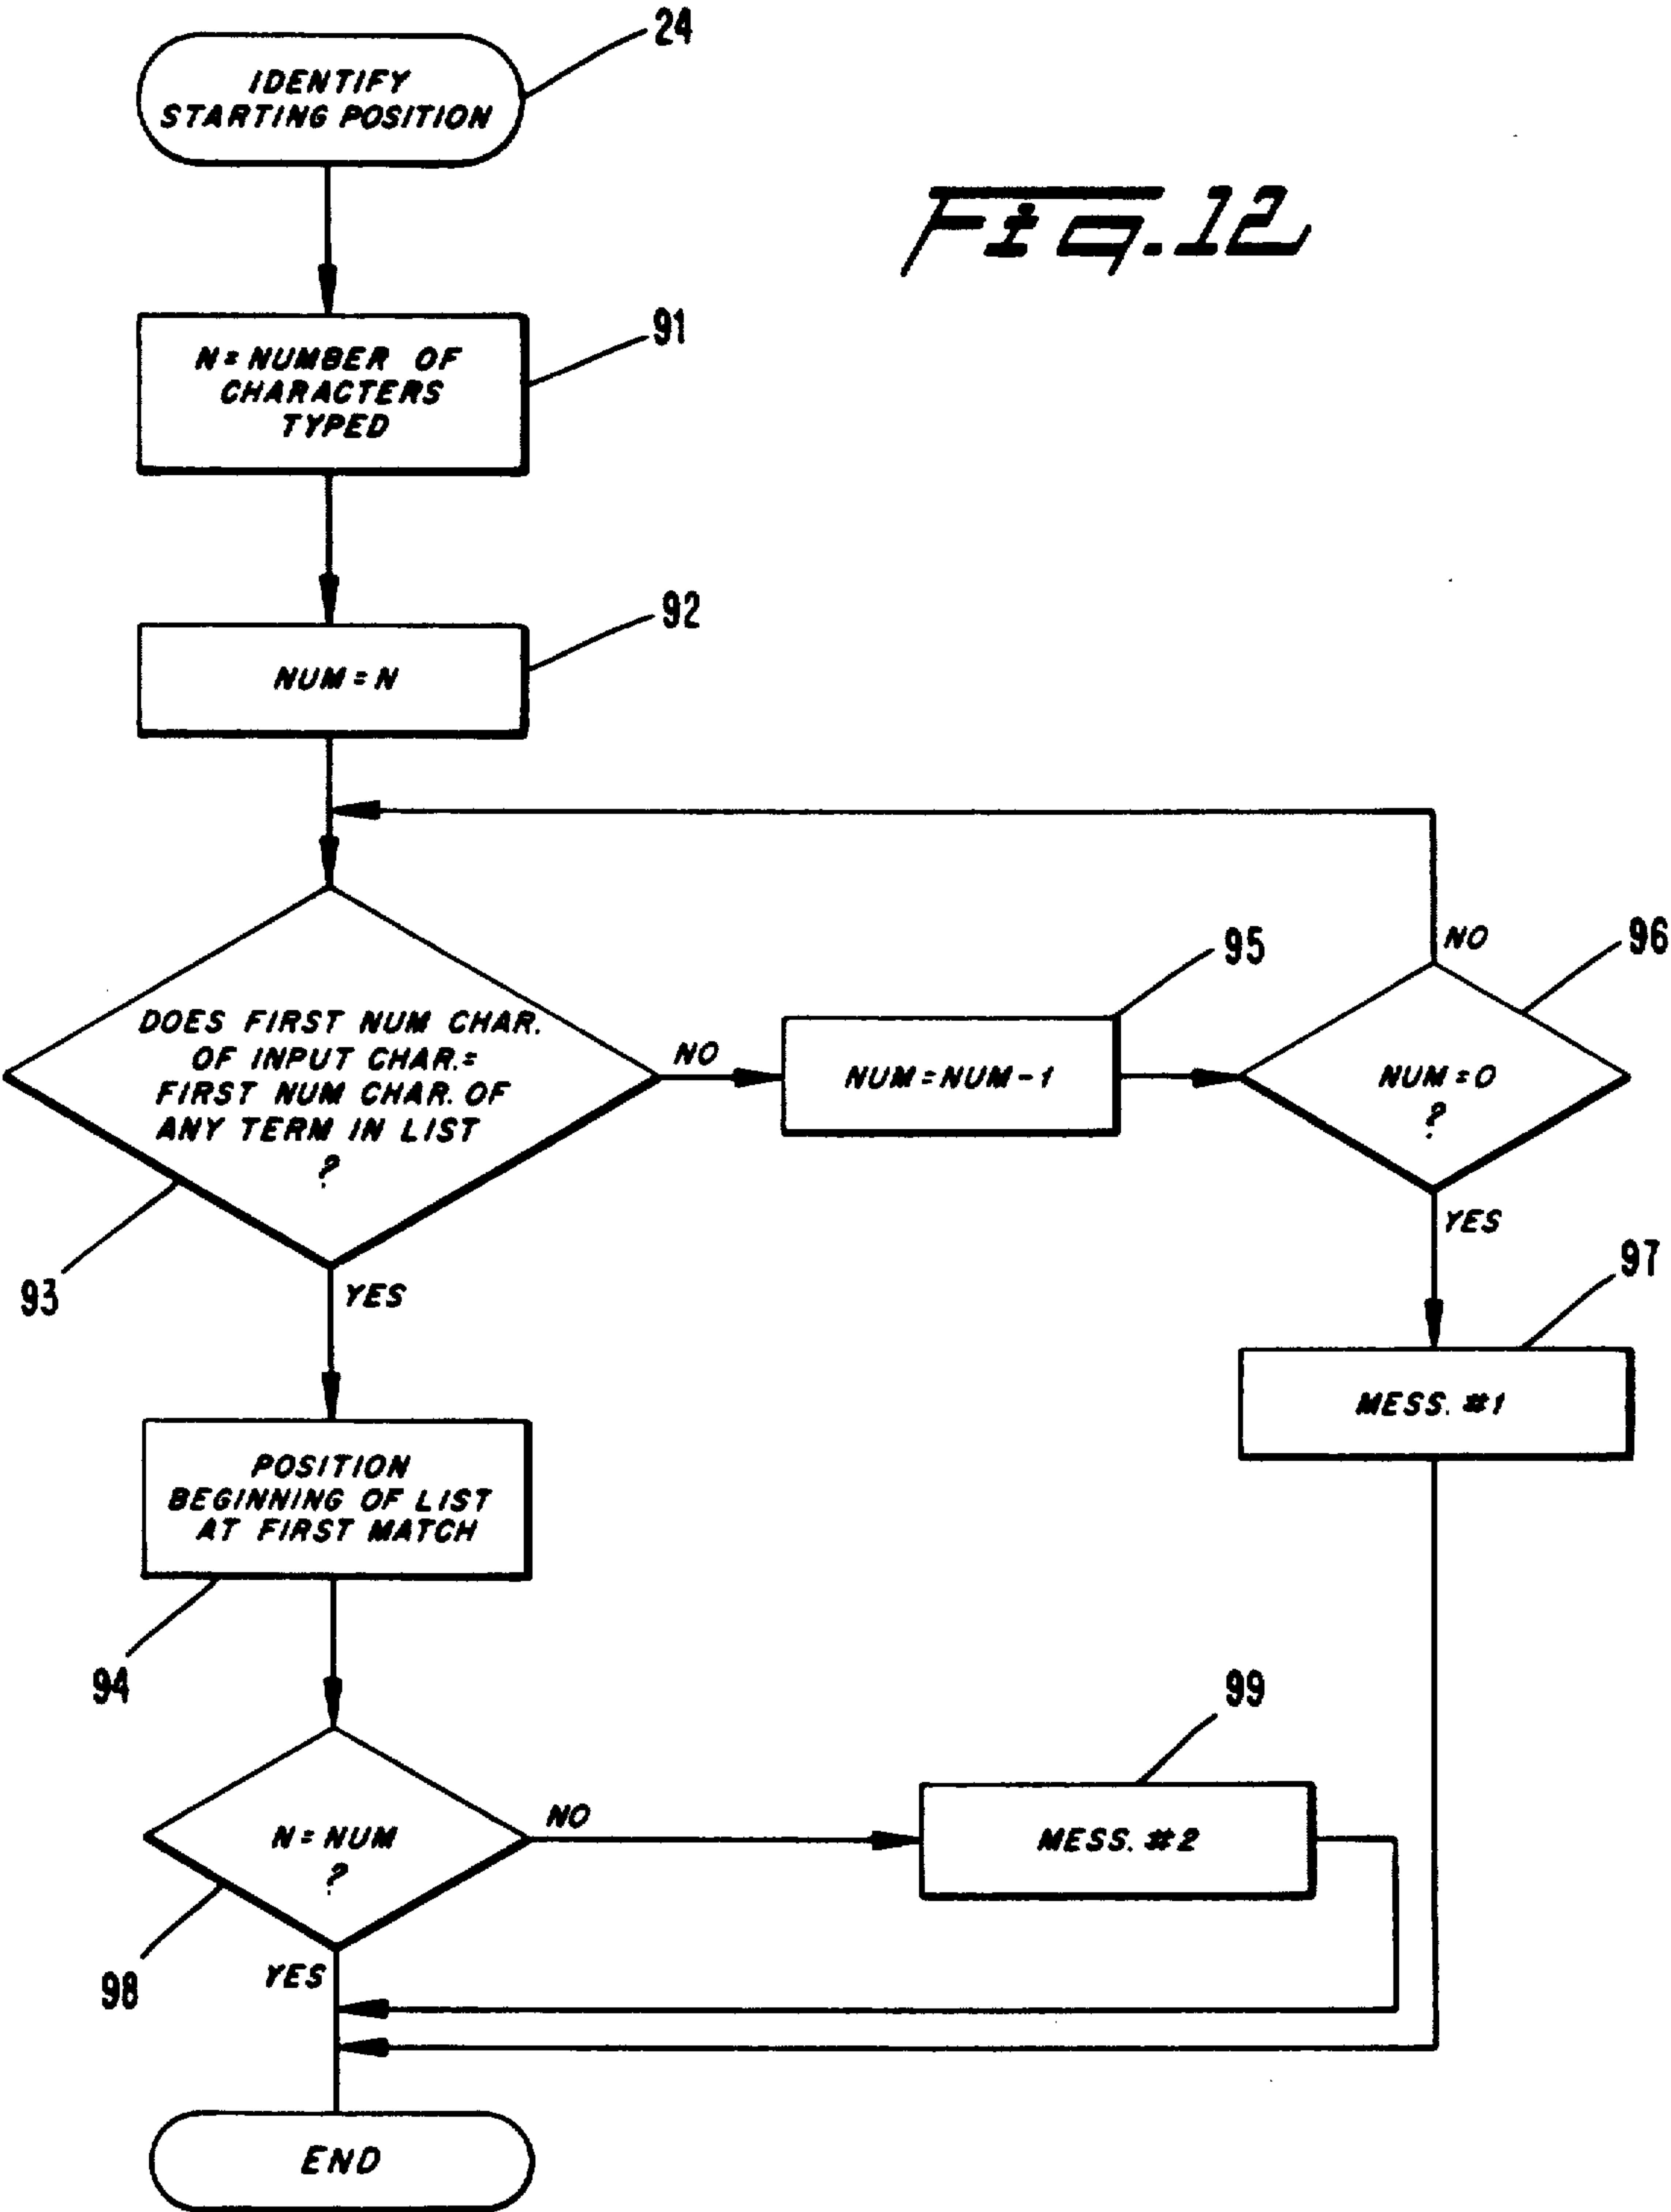 24
IDENTIFY
STARTING POSITION
Fig. 12
91
N = NUMBER OF
CHARACTERS
TYPED
92
NUM = N
NO
96
95
DOES FIRST NUM CHAR.
OF INPUT CHAR. =
FIRST NUM CHAR. OF
ANY TERM IN LIST
?
NO
NUM = NUM - 1
NUM = 0
?
93
YES
YES
97
MESS. #1
POSITION
BEGINNING OF LIST
AT FIRST MATCH
94
99
N = NUM
?
NO
MESS. #2
98
YES
END